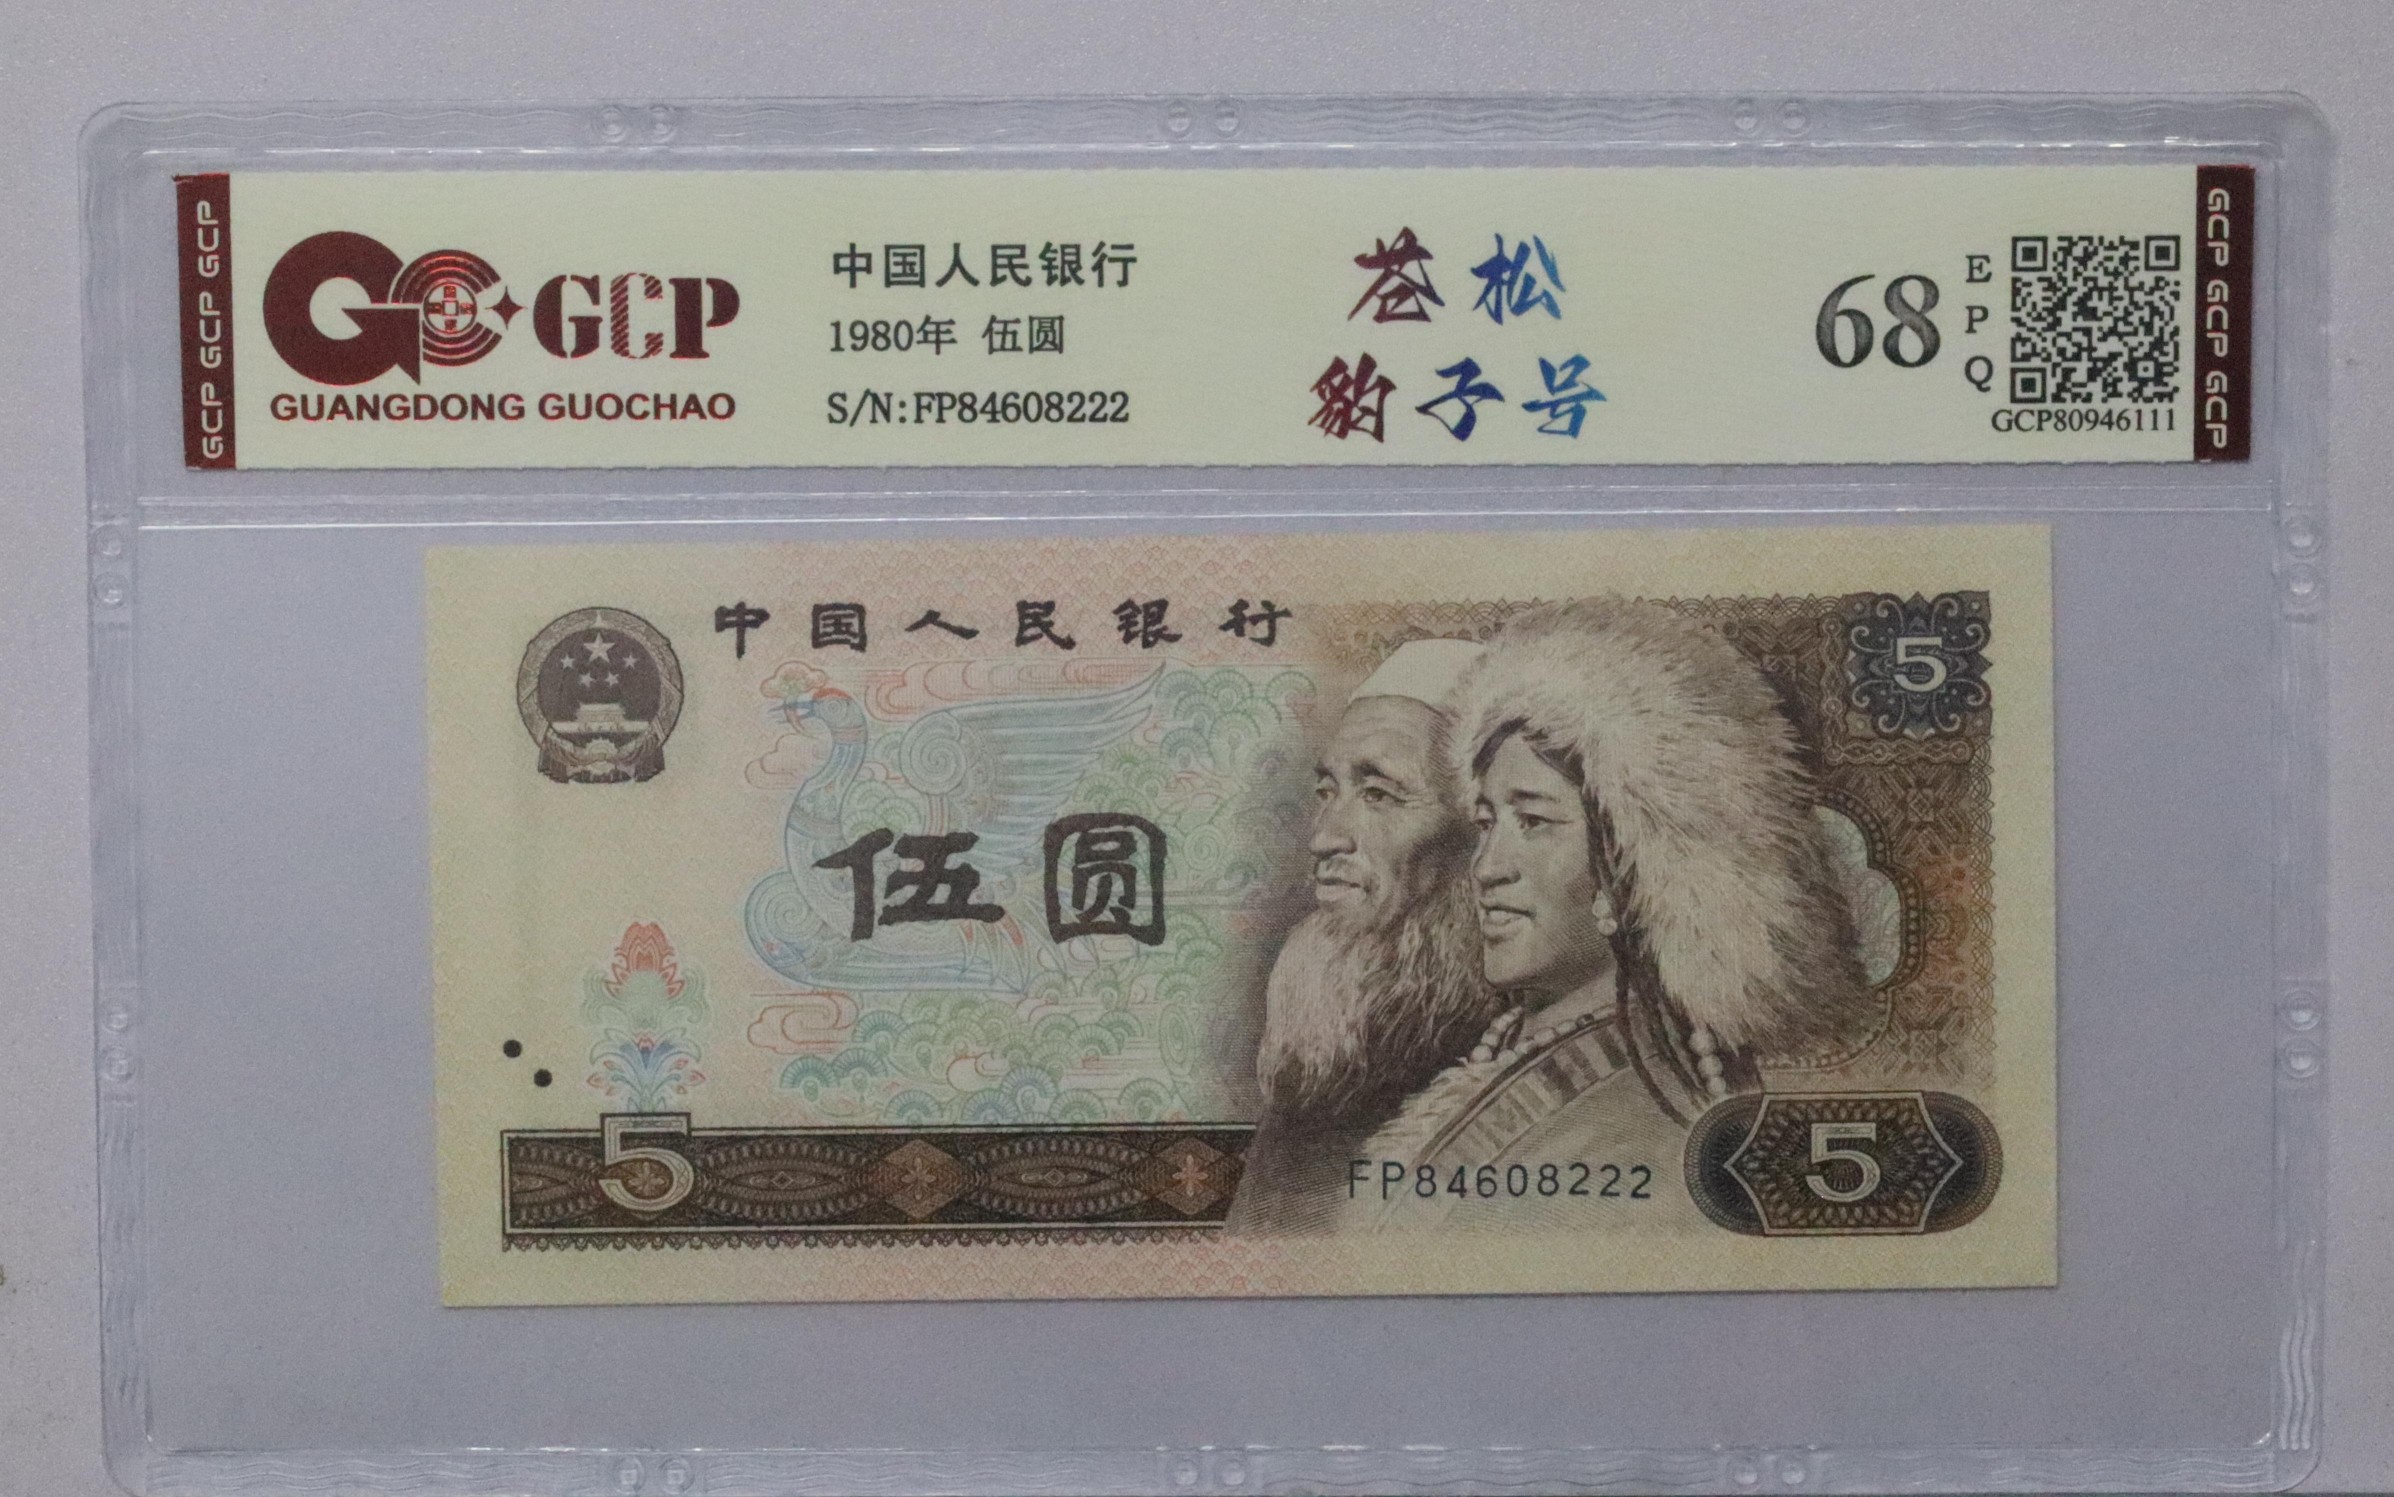 GCP GCP GCP
GCP
GUANGDONG GUOCHAO
中国人民银行
1980年 伍圆
S/N:FP84608222
苍松
豹子号
68
E
P
Q
GCP80946111
GCP GCP GCP
中国人民银行
5
伍圆
5
FP84608222
5